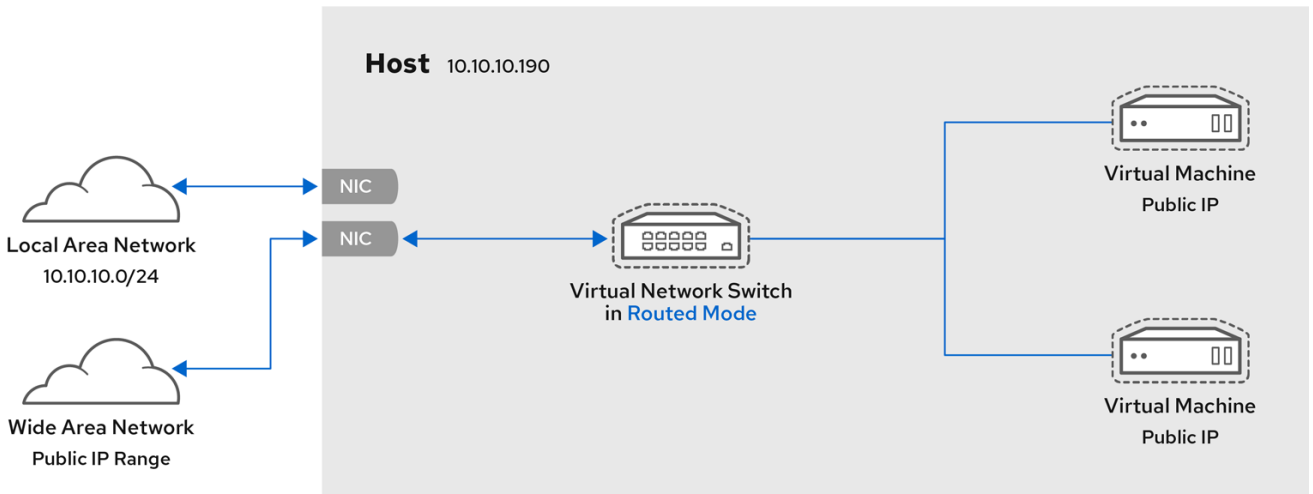 Host 10.10.10.190
NIC
NIC
Local Area Network
10.10.10.0/24
Wide Area Network
Public IP Range
Virtual Network Switch
in Routed Mode
Virtual Machine
Public IP
Virtual Machine
Public IP